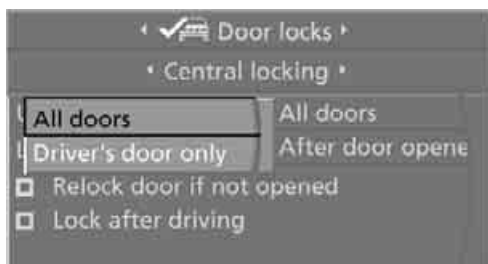 Door locks
Central locking
All doors All doors
Driver's door only After door opene
Relock door if not opened
Lock after driving